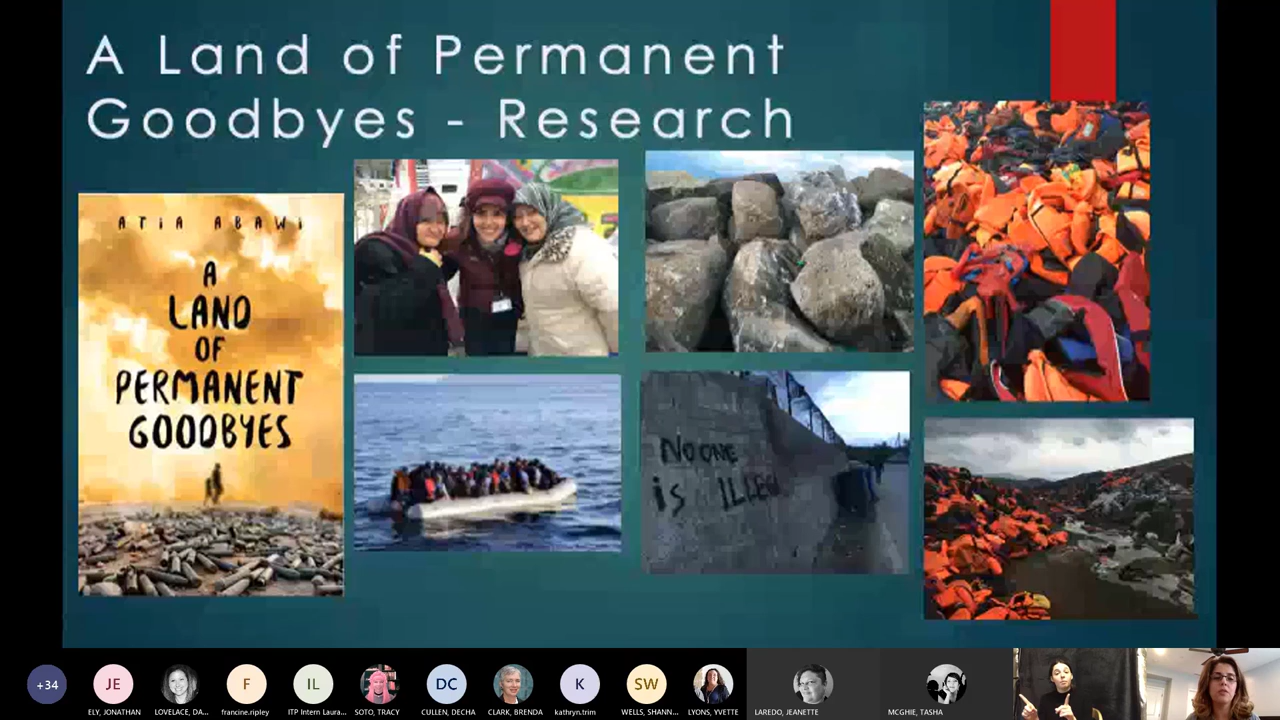 A Land of Permanent
Goodbyes - Research
ATIA ABAWI
A
LAND
OF
PERMANENT
GOODBYES
NO ONE
is
+34
JE
F
IL
DC
K
SW
ELY, JONATHAN
LOVELACE, DA...
francine.ripley
ITP Intern Laura...
SOTO, TRACY
CULLEN, DECHA
CLARK, BRENDA
kathryn.trim
WELLS, SHANN...
LYONS, YVETTE
LAREDO, JEANETTE
MCGHIE, TASHA